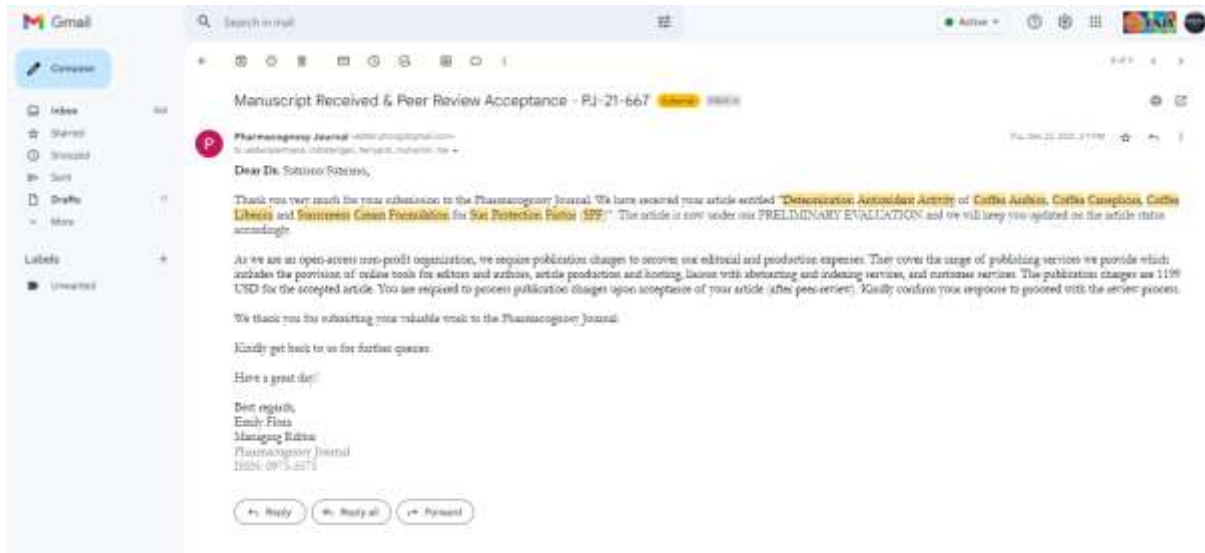 Gmail
Search in mail
Active
Compose
Manuscript Received & Peer Review Acceptance - PJ-21-667
Inbox
Starred
Pharmacognosy Journal
Snoozed
Sent
Dear Dr. Sutrisno Sutrisno,
Drafts
More
Thank you very much for your submission to the Pharmacognosy Journal. We have received your article entitled "Determination Antioxidant Activity of Coffea Arabica, Coffea Canephora, Coffea
Liberica and Sunscreen Cream Formulation for Sun Protection Factor (SPF)" The article is now under our PRELIMINARY EVALUATION and we will keep you updated on the article status
accordingly.
Labels
Unwanted
As we are an open-access non-profit organization, we require publication charges to recover our editorial and production expenses. They cover the range of publishing services we provide which
includes the provision of online tools for editors and authors, article production and hosting, liaison with abstracting and indexing services, and customer services. The publication charges are 1199
USD for the accepted article. You are required to process publication charges upon acceptance of your article (after peer-review). Kindly confirm your response to proceed with the review process.
We thank you for submitting your valuable work to the Pharmacognosy Journal.
Kindly get back to us for further queries.
Have a great day!
Best regards,
Emily Flora
Managing Editor
Pharmacognosy Journal
Reply
Reply all
Forward